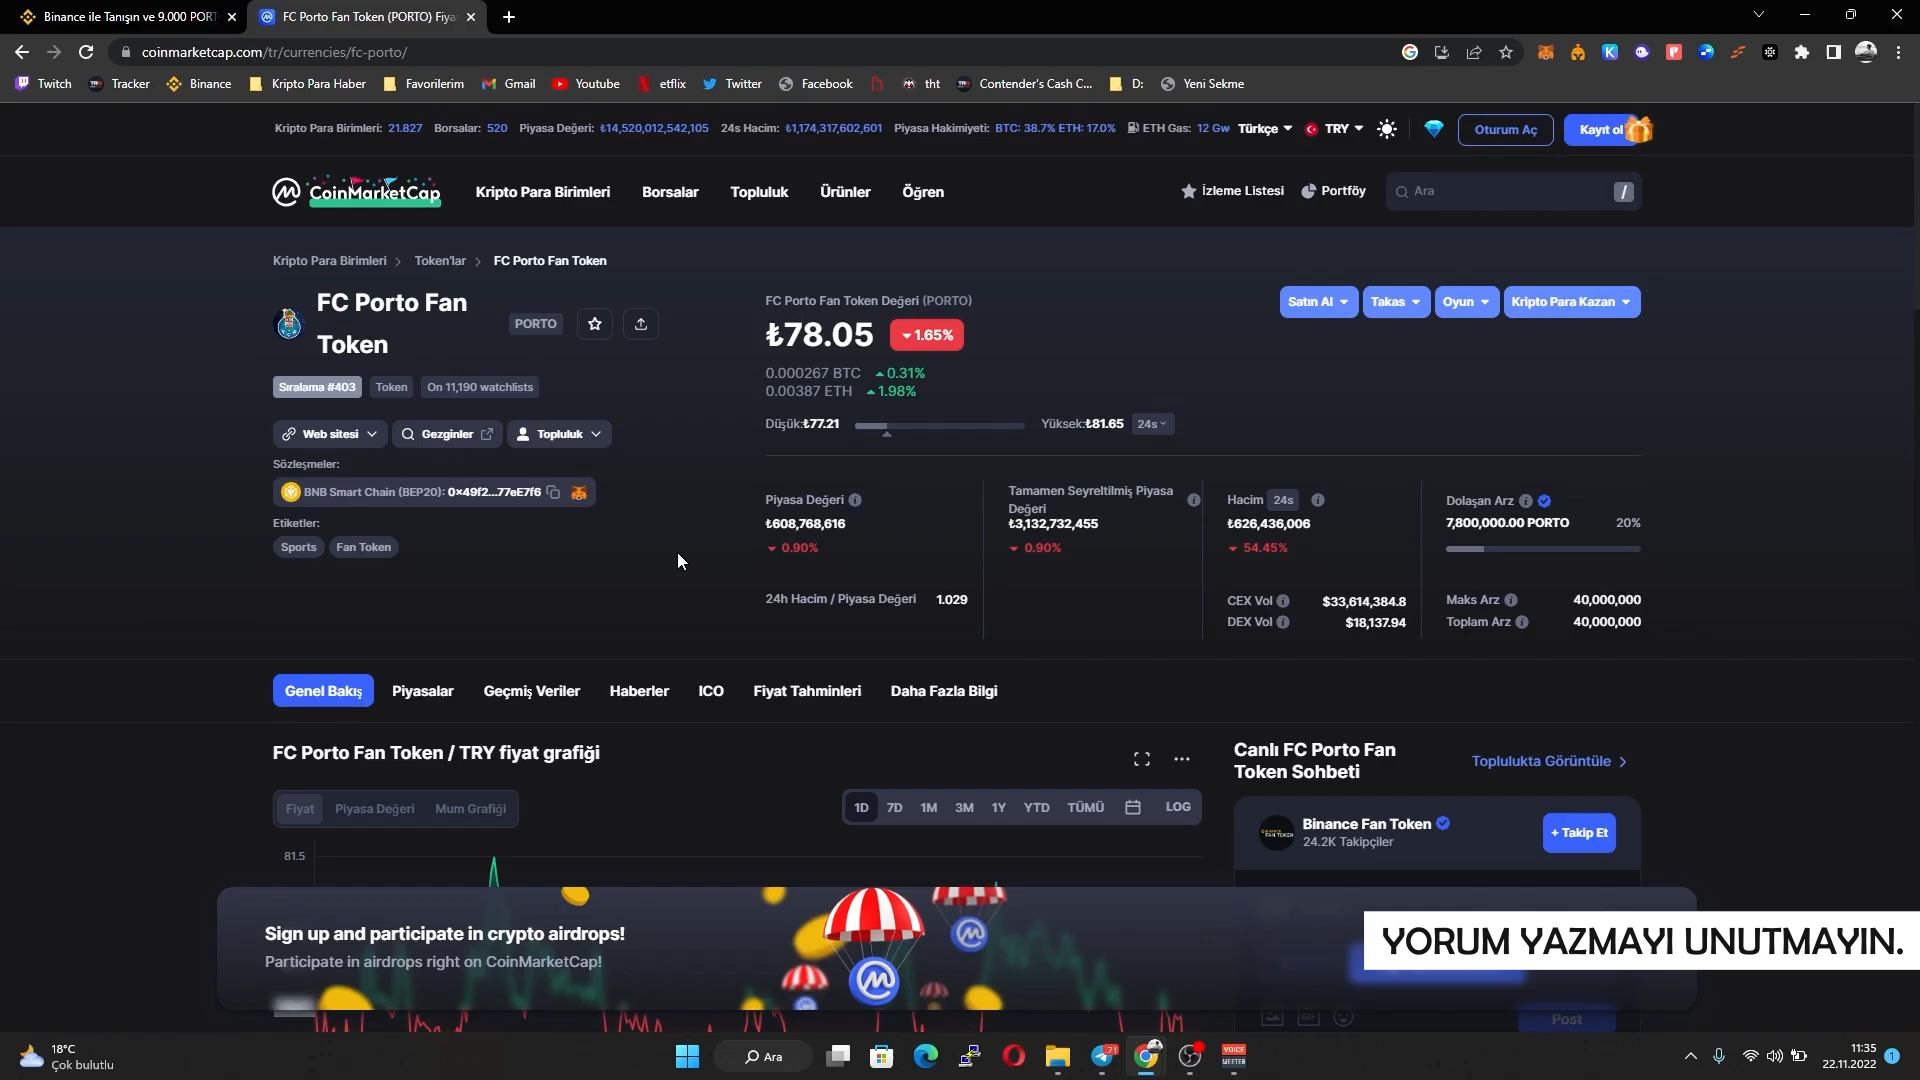 Binance ile Tanışın ve 9.000 PORT
FC Porto Fan Token (PORTO) Fiya
coinmarketcap.com/tr/currencies/fc-porto/
Twitch
Tracker
Binance
Kripto Para Haber
Favorilerim
Gmail
Youtube
etflix
Twitter
Facebook
tht
Contender's Cash C...
D:
Yeni Sekme
Kripto Para Birimleri: 21.827 Borsalar: 520 Piyasa Değeri: ₺14,520,012,542,105 24s Hacim: ₺1,174,317,602,601 Piyasa Hakimiyeti: BTC: 38.7% ETH: 17.0% ETH Gas: 12 Gw Türkçe TRY Oturum Aç Kayıt ol
CoinMarketCap Kripto Para Birimleri Borsalar Topluluk Ürünler Öğren İzleme Listesi Portföy Ara /
Kripto Para Birimleri > Token'lar > FC Porto Fan Token
FC Porto Fan
Token
PORTO
Sıralama #403 Token On 11,190 watchlists
Web sitesi Gezginler Topluluk
Sözleşmeler:
BNB Smart Chain (BEP20): 0x49f2...77eE7f6
Etiketler:
Sports Fan Token
FC Porto Fan Token Değeri (PORTO)
₺78.05 1.65%
0.000267 BTC 0.31%
0.00387 ETH 1.98%
Düşük:₺77.21 Yüksek:₺81.65 24s
Satın Al Takas Oyun Kripto Para Kazan
Piyasa Değeri
₺608,768,616
0.90%
24h Hacim / Piyasa Değeri 1.029
Tamamen Seyreltilmiş Piyasa
Değeri
₺3,132,732,455
0.90%
Hacim 24s
₺626,436,006
54.45%
CEX Vol $33,614,384.8
DEX Vol $18,137.94
Dolaşan Arz
7,800,000.00 PORTO 20%
Maks Arz 40,000,000
Toplam Arz 40,000,000
Genel Bakış Piyasalar Geçmiş Veriler Haberler ICO Fiyat Tahminleri Daha Fazla Bilgi
FC Porto Fan Token / TRY fiyat grafiği
Fiyat Piyasa Değeri Mum Grafiği
1D 7D 1M 3M 1Y YTD TÜMÜ LOG
81.5
Canlı FC Porto Fan
Token Sohbeti
Toplulukta Görüntüle
Binance Fan Token
24.2K Takipçiler
+ Takip Et
Sign up and participate in crypto airdrops!
Participate in airdrops right on CoinMarketCap!
YORUM YAZMAYI UNUTMAYIN.
GIF
Post
18°C
Çok bulutlu
Ara
71
VOICE
MEETER
11:35
22.11.2022
1